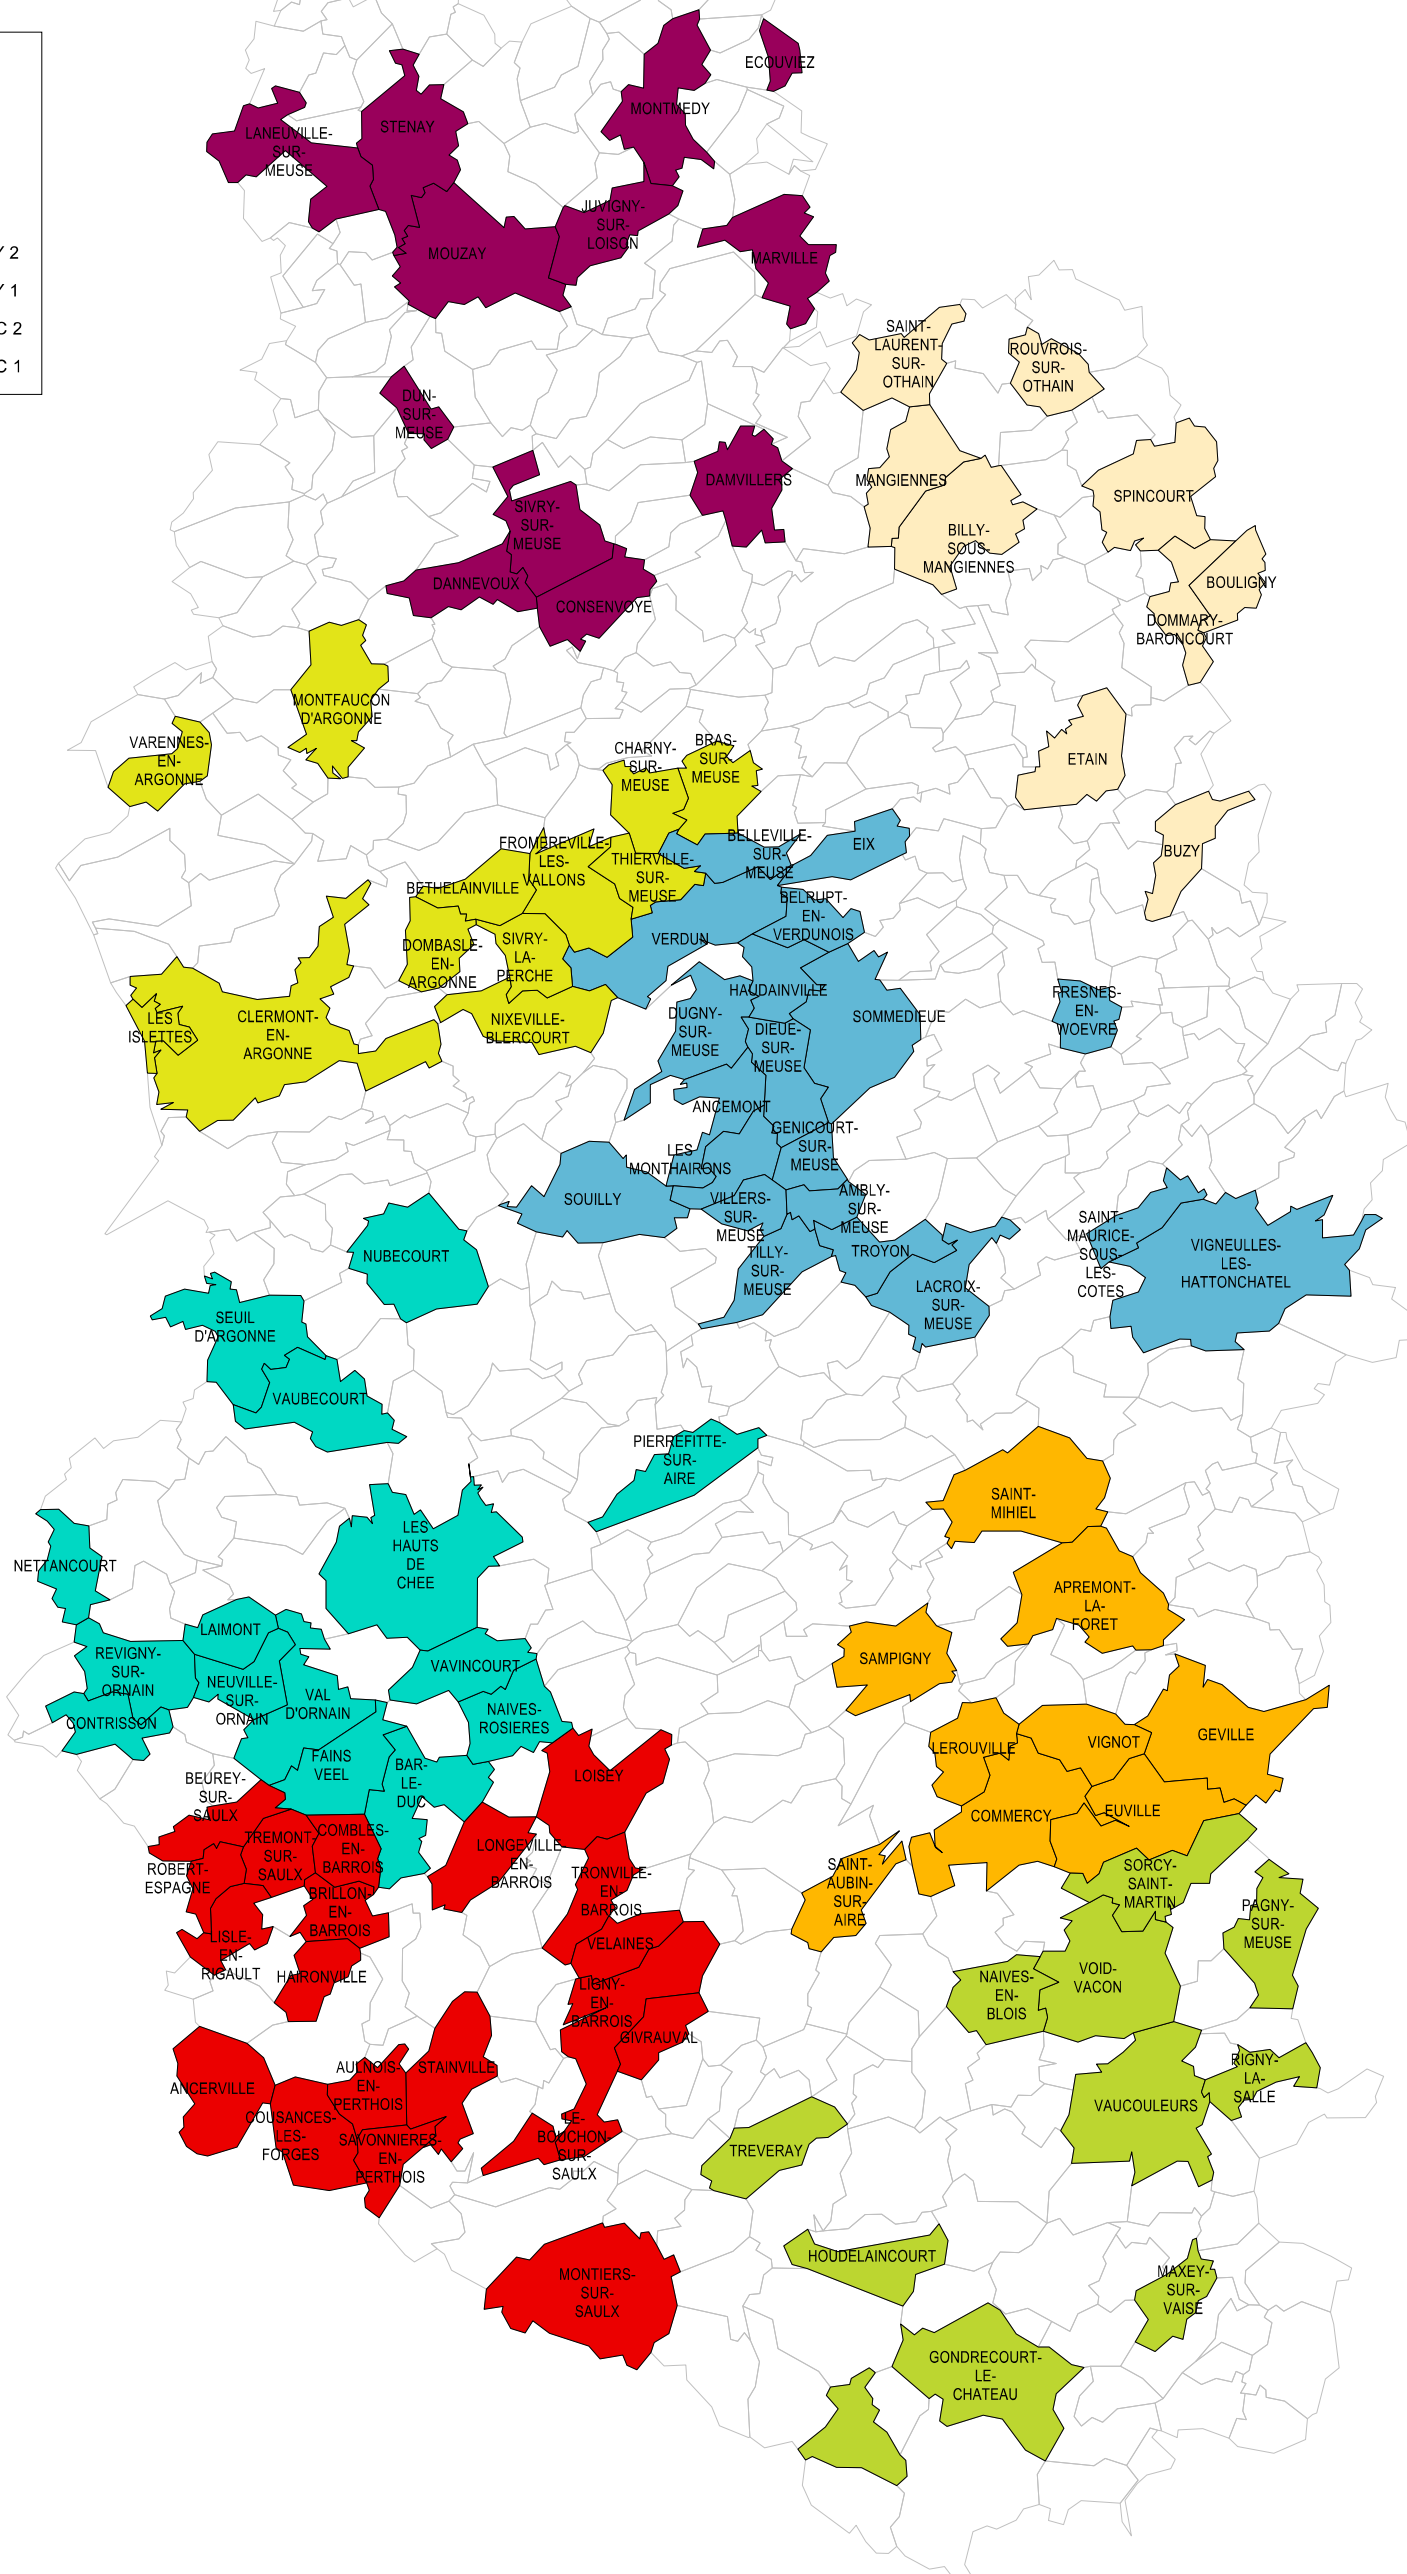 Y 2
Y 1
C 2
C 1
ECOUVIEZ
MONTMEDY
STENAY
LANEUVILLE-
SUR-
MEUSE
JUVIGNY-
SUR-
LOISON
MOUZAY
MARVILLE
SAINT-
LAURENT-
SUR-
OTHAIN
ROUVROIS-
SUR-
OTHAIN
DUN-
SUR-
MEUSE
DAMVILLERS
MANGIENNES
SPINCOURT
SIVRY-
SUR-
MEUSE
BILLY-
SOUS-
MANGIENNES
DANNEVOUX
BOULIGNY
CONSENVOYE
DOMMARY-
BARONCOURT
MONTFAUCON
D'ARGONNE
VARENNES-
EN-
ARGONNE
CHARNY-
SUR-
MEUSE
BRAS-
SUR-
MEUSE
ETAIN
BELLEVILLE-
SUR-
MEUSE
EIX
BUZY
FROMEREVILLE-
LES-
VALLONS
THIERVILLE-
SUR-
MEUSE
BETHELAINVILLE
BELRUPT-
EN-
VERDUNOIS
VERDUN
DOMBASLE-
EN-
ARGONNE
SIVRY-
LA-
PERCHE
HAUDAINVILLE
FRESNES-
EN-
WOEVRE
LES
ISLETTES
CLERMONT-
EN-
ARGONNE
NIXEVILLE-
BLERCOURT
DUGNY-
SUR-
MEUSE
DIEUE-
SUR-
MEUSE
SOMMEDIEUE
ANCEMONT
GENICOURT-
SUR-
MEUSE
LES
MONTHAIRONS
SOUILLY
VILLERS-
SUR-
MEUSE
AMBLY-
SUR-
MEUSE
SAINT-
MAURICE-
SOUS-
LES-
COTES
VIGNEULLES-
LES-
HATTONCHATEL
NUBECOURT
TILLY-
SUR-
MEUSE
TROYON
LACROIX-
SUR-
MEUSE
SEUIL
D'ARGONNE
VAUBECOURT
PIERREFITTE-
SUR-
AIRE
SAINT-
MIHIEL
LES
HAUTS
DE
CHEE
NETTANCOURT
APREMONT-
LA-
FORET
LAIMONT
SAMPIGNY
REVIGNY-
SUR-
ORNAIN
VAVINCOURT
NEUVILLE-
SUR-
ORNAIN
VAL
D'ORNAIN
NAIVES-
ROSIERES
CONTRISSON
LEROUVILLE
VIGNOT
GEVILLE
FAINS
VEEL
BAR-
LE-
DUC
LOISEY
BEUREY-
SUR-
SAULX
COMMERCY
EUVILLE
TREMONT-
SUR-
SAULX
COMBLES-
EN-
BARROIS
LONGEVILLE
EN-
BARROIS
ROBERT-
ESPAGNE
TRONVILLE-
EN-
BARROIS
SAINT-
AUBIN-
SUR-
AIRE
SORCY-
SAINT-
MARTIN
BRILLON-
EN-
BARROIS
PAGNY-
SUR-
MEUSE
LISLE-
EN-
RIGAULT
VELAINES
HAIRONVILLE
NAIVES-
EN-
BLOIS
VOID-
VACON
LIGNY-
EN-
BARROIS
GIVRAUVAL
ANCERVILLE
AULNOIS-
EN-
PERTHOIS
STAINVILLE
RIGNY-
LA-
SALLE
COUSANCES-
LES-
FORGES
VAUCOULEURS
SAVONNIERES-
EN-
PERTHOIS
LE-
BOUCHON-
SUR-
SAULX
TREVERAY
HOUDELAINCOURT
MONTIERS-
SUR-
SAULX
MAXEY-
SUR-
VAISE
GONDRECOURT-
LE-
CHATEAU